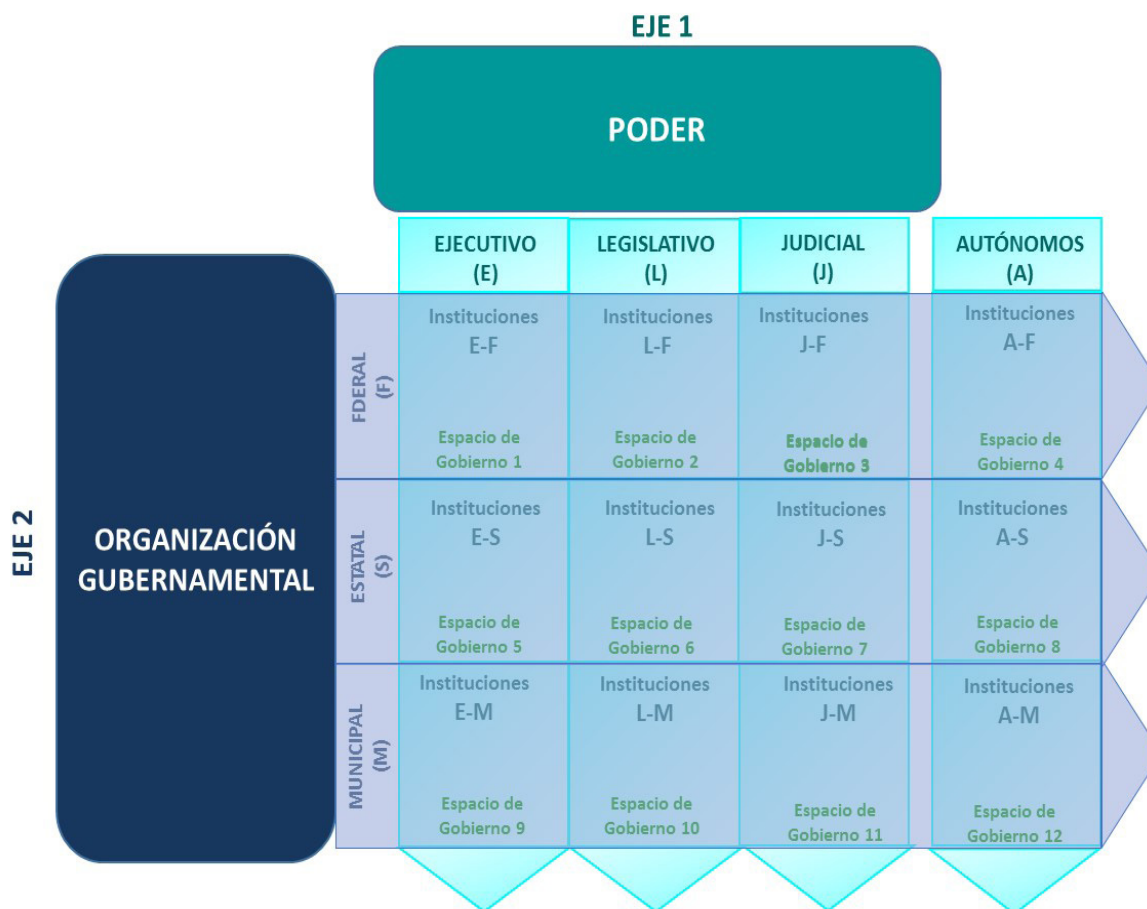 EJE 1
PODER
EJECUTIVO
(E)
LEGISLATIVO
(L)
JUDICIAL
(J)
AUTÓNOMOS
(A)
EJE 2
ORGANIZACIÓN
GUBERNAMENTAL
FDERAL
(F)
Instituciones
E-F
Espacio de
Gobierno 1
Instituciones
L-F
Espacio de
Gobierno 2
Instituciones
J-F
Espacio de
Gobierno 3
Instituciones
A-F
Espacio de
Gobierno 4
ESTATAL
(S)
Instituciones
E-S
Espacio de
Gobierno 5
Instituciones
L-S
Espacio de
Gobierno 6
Instituciones
J-S
Espacio de
Gobierno 7
Instituciones
A-S
Espacio de
Gobierno 8
MUNICIPAL
(M)
Instituciones
E-M
Espacio de
Gobierno 9
Instituciones
L-M
Espacio de
Gobierno 10
Instituciones
J-M
Espacio de
Gobierno 11
Instituciones
A-M
Espacio de
Gobierno 12